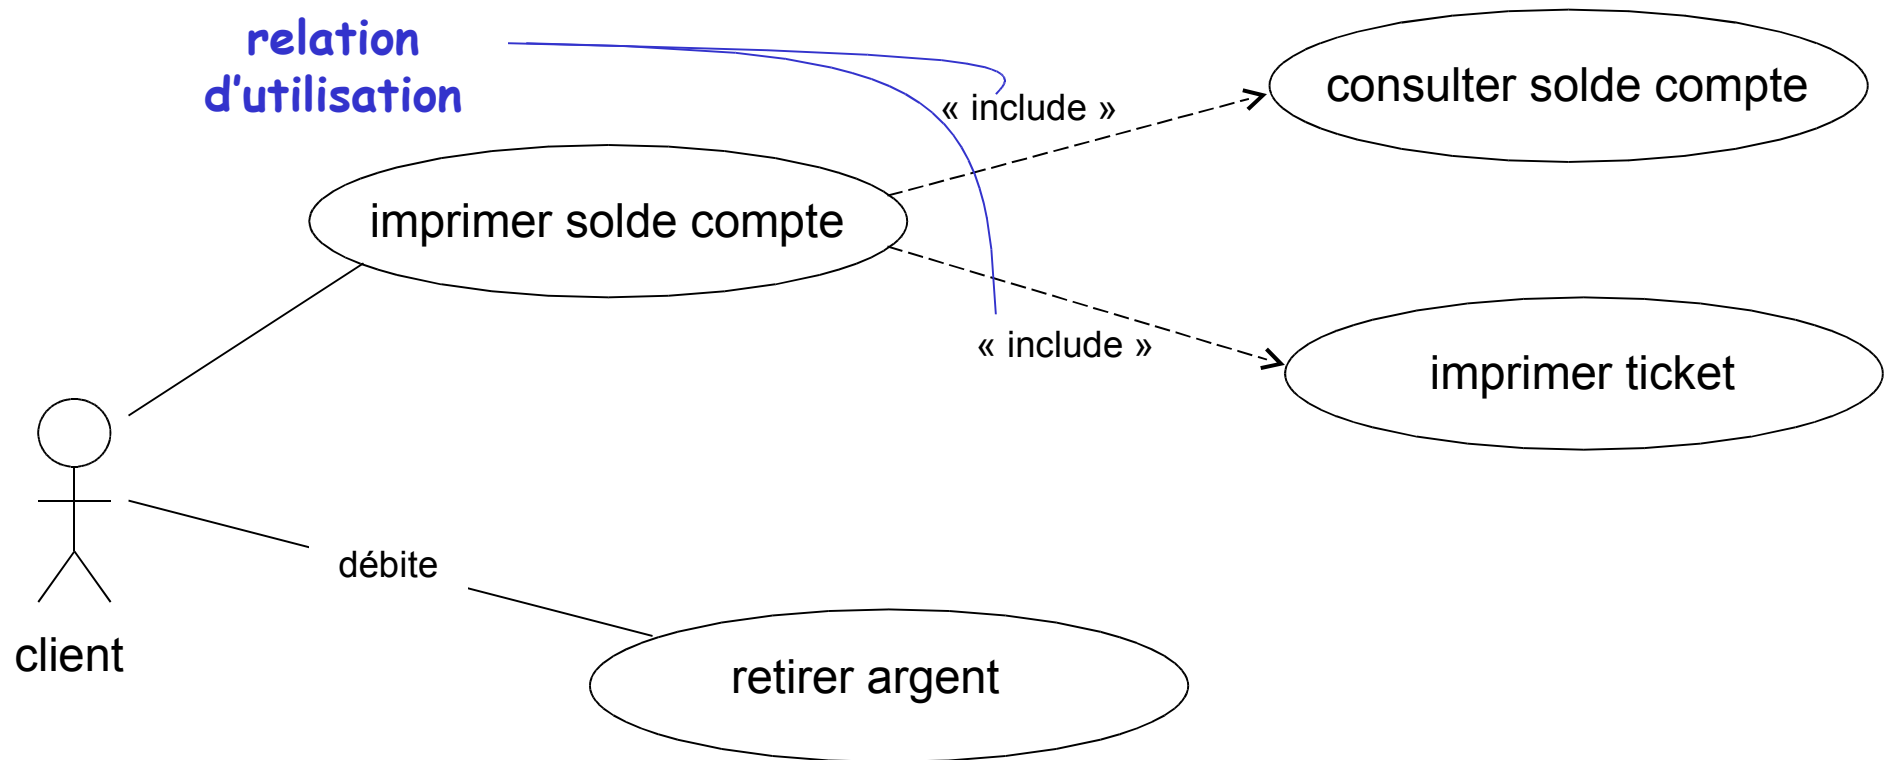 relation
d'utilisation
« include »
consulter solde compte
imprimer solde compte
« include »
imprimer ticket
débite
client
retirer argent